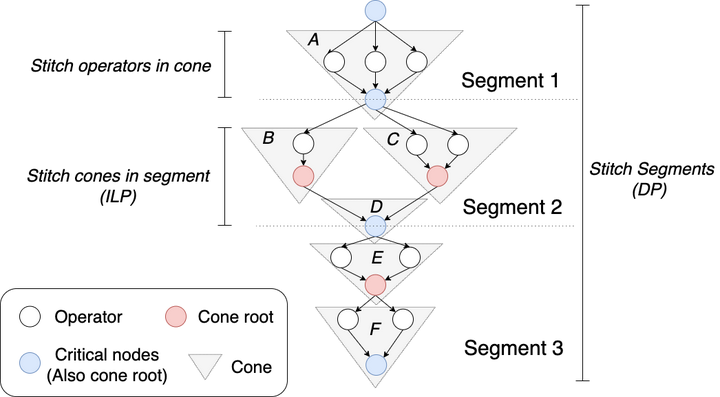 A
Stitch operators in cone
Segment 1
B
C
Stitch cones in segment
(ILP)
Stitch Segments
(DP)
D
Segment 2
E
Operator
Cone root
F
Segment 3
Critical nodes
(Also cone root)
Cone